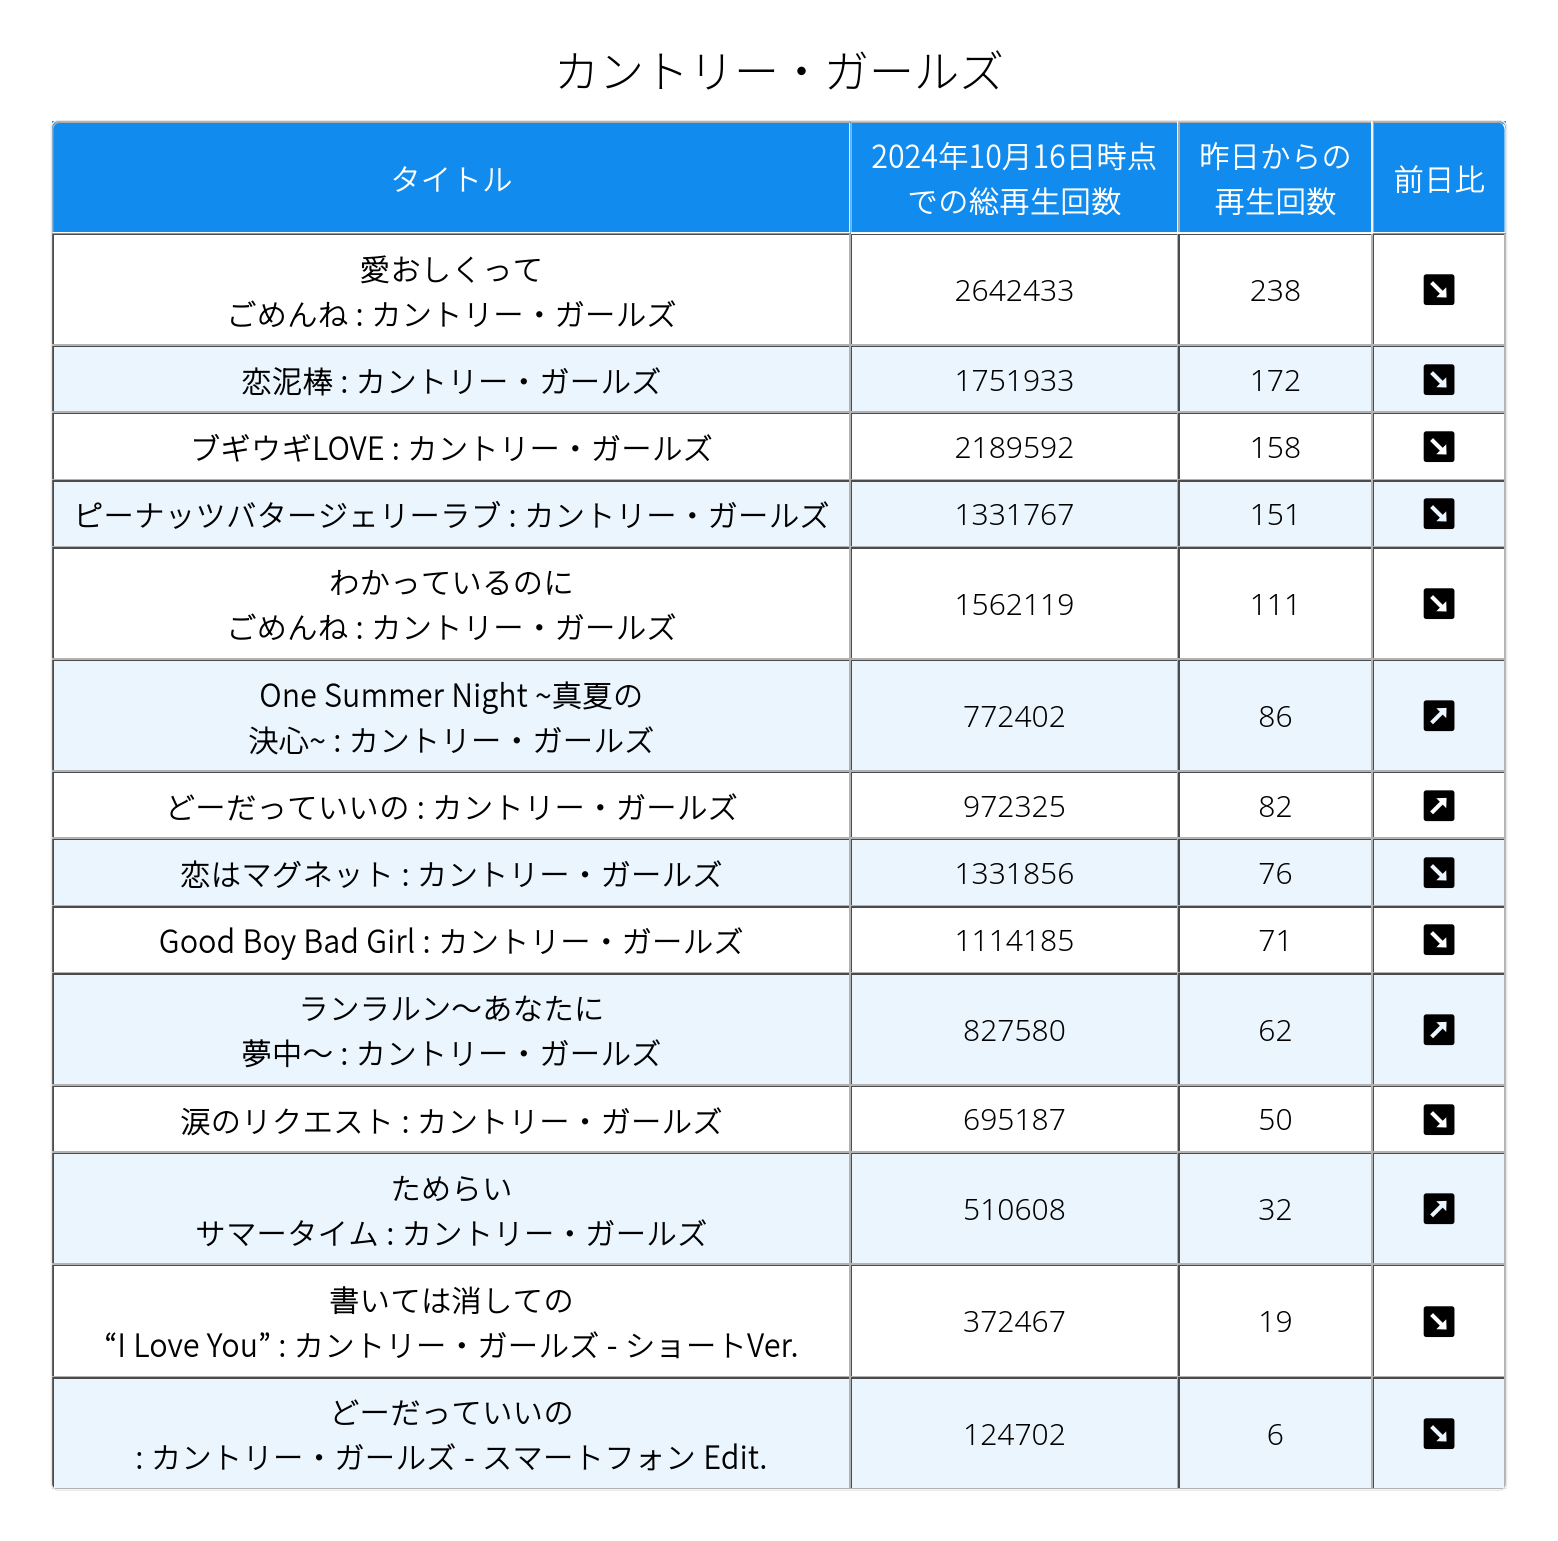 カントリー・ガールズ
タイトル
2024年10月16日時点
での総再生回数
昨日からの
再生回数
前日比
愛おしくって
ごめんね : カントリー・ガールズ
2642433
238
恋泥棒 : カントリー・ガールズ
1751933
172
ブギウギLOVE : カントリー・ガールズ
2189592
158
ピーナッツバタージェリーラブ : カントリー・ガールズ
1331767
151
わかっているのに
ごめんね : カントリー・ガールズ
1562119
111
One Summer Night ~真夏の
決心~ : カントリー・ガールズ
772402
86
どーだっていいの : カントリー・ガールズ
972325
82
恋はマグネット : カントリー・ガールズ
1331856
76
Good Boy Bad Girl : カントリー・ガールズ
1114185
71
ランラルン〜あなたに
夢中〜 : カントリー・ガールズ
827580
62
涙のリクエスト : カントリー・ガールズ
695187
50
ためらい
サマータイム : カントリー・ガールズ
510608
32
書いては消しての
“I Love You” : カントリー・ガールズ - ショートVer.
372467
19
どーだっていいの
: カントリー・ガールズ - スマートフォン Edit.
124702
6